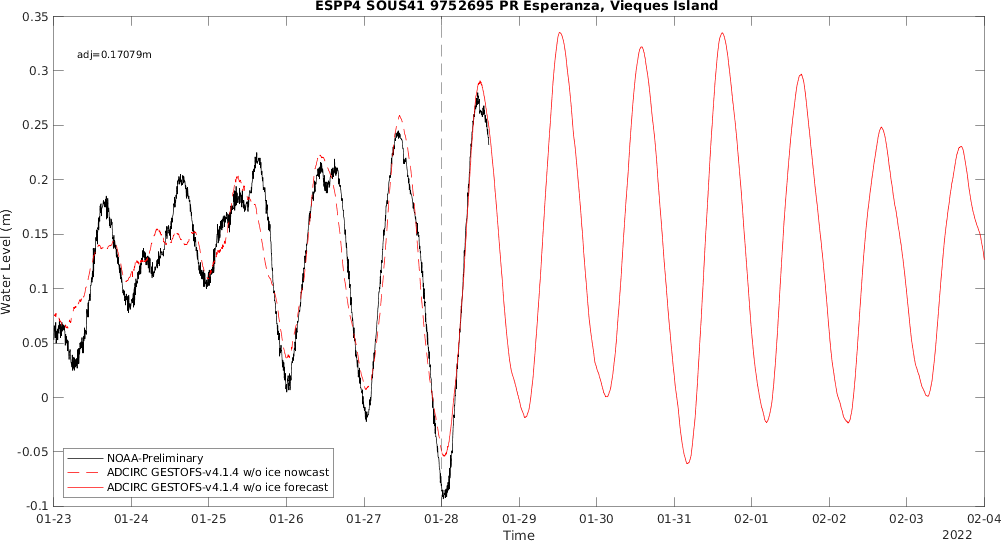 ESPP4 SOUS41 9752695 PR Esperanza, Vieques Island
adj=0.17079m
0.35
0.3
0.25
0.2
0.15
0.1
0.05
0
-0.05
-0.1
Water Level (m)
NOAA-Preliminary
ADCIRC GESTOFS-v4.1.4 w/o ice nowcast
ADCIRC GESTOFS-v4.1.4 w/o ice forecast
01-23 01-24 01-25 01-26 01-27 01-28 01-29 01-30 01-31 02-01 02-02 02-03 02-04
Time
2022